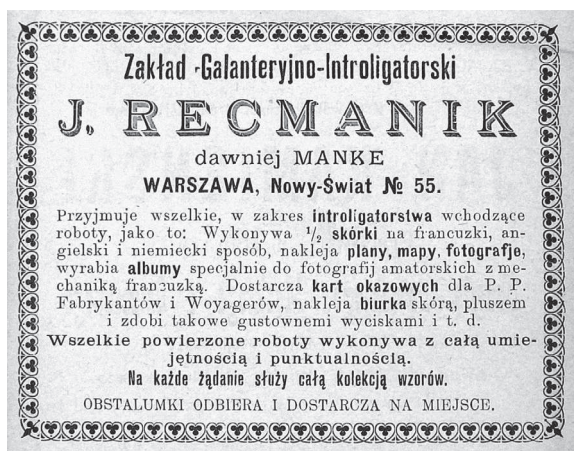 Zakład Galanteryjno-Introligatorski
J. RECMANIK
dawniej MANKE
WARSZAWA, Nowy-Świat № 55.
Przyjmuje wszelkie, w zakres introligatorstwa wchodzące
roboty, jako to: Wykonywa ½ skórki na francuzki, an-
gielski i niemiecki sposób, nakleja plany, mapy, fotografje,
wyrabia albumy specjalnie do fotografij amatorskich z me-
chaniką francuzką. Dostarcza kart okazowych dla P. P.
Fabrykantów i Woyagerów, nakleja biurka skórą, pluszem
i zdobi takowe gustownemi wyciskami i t. d.
Wszelkie powierzone roboty wykonywa z całą umie-
jętnością i punktualnością.
Na każde żądanie służy całą kolekcją wzorów.
OBSTALUNKI ODBIERA I DOSTARCZA NA MIEJSCE.